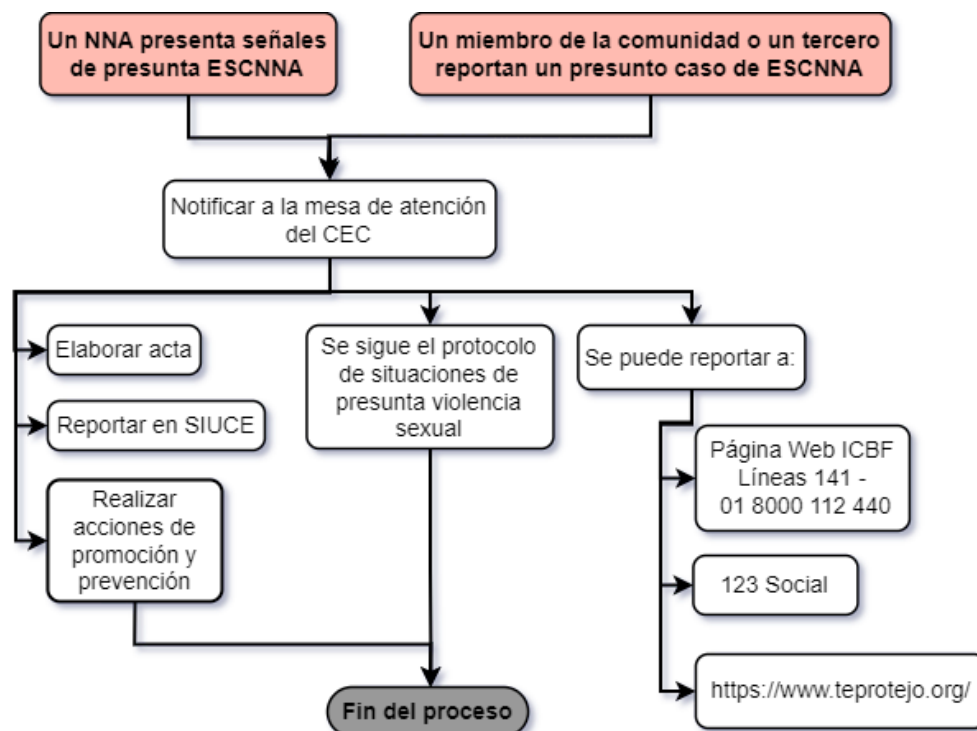 Un NNA presenta señales
de presunta ESCNNA
Un miembro de la comunidad o un tercero
reportan un presunto caso de ESCNNA
Notificar a la mesa de atención
del CEC
Elaborar acta
Reportar en SIUCE
Realizar
acciones de
promoción y
prevención
Se sigue el protocolo
de situaciones de
presunta violencia
sexual
Se puede reportar a:
Página Web ICBF
Líneas 141 -
01 8000 112 440
123 Social
https://www.teprotejo.org/
Fin del proceso